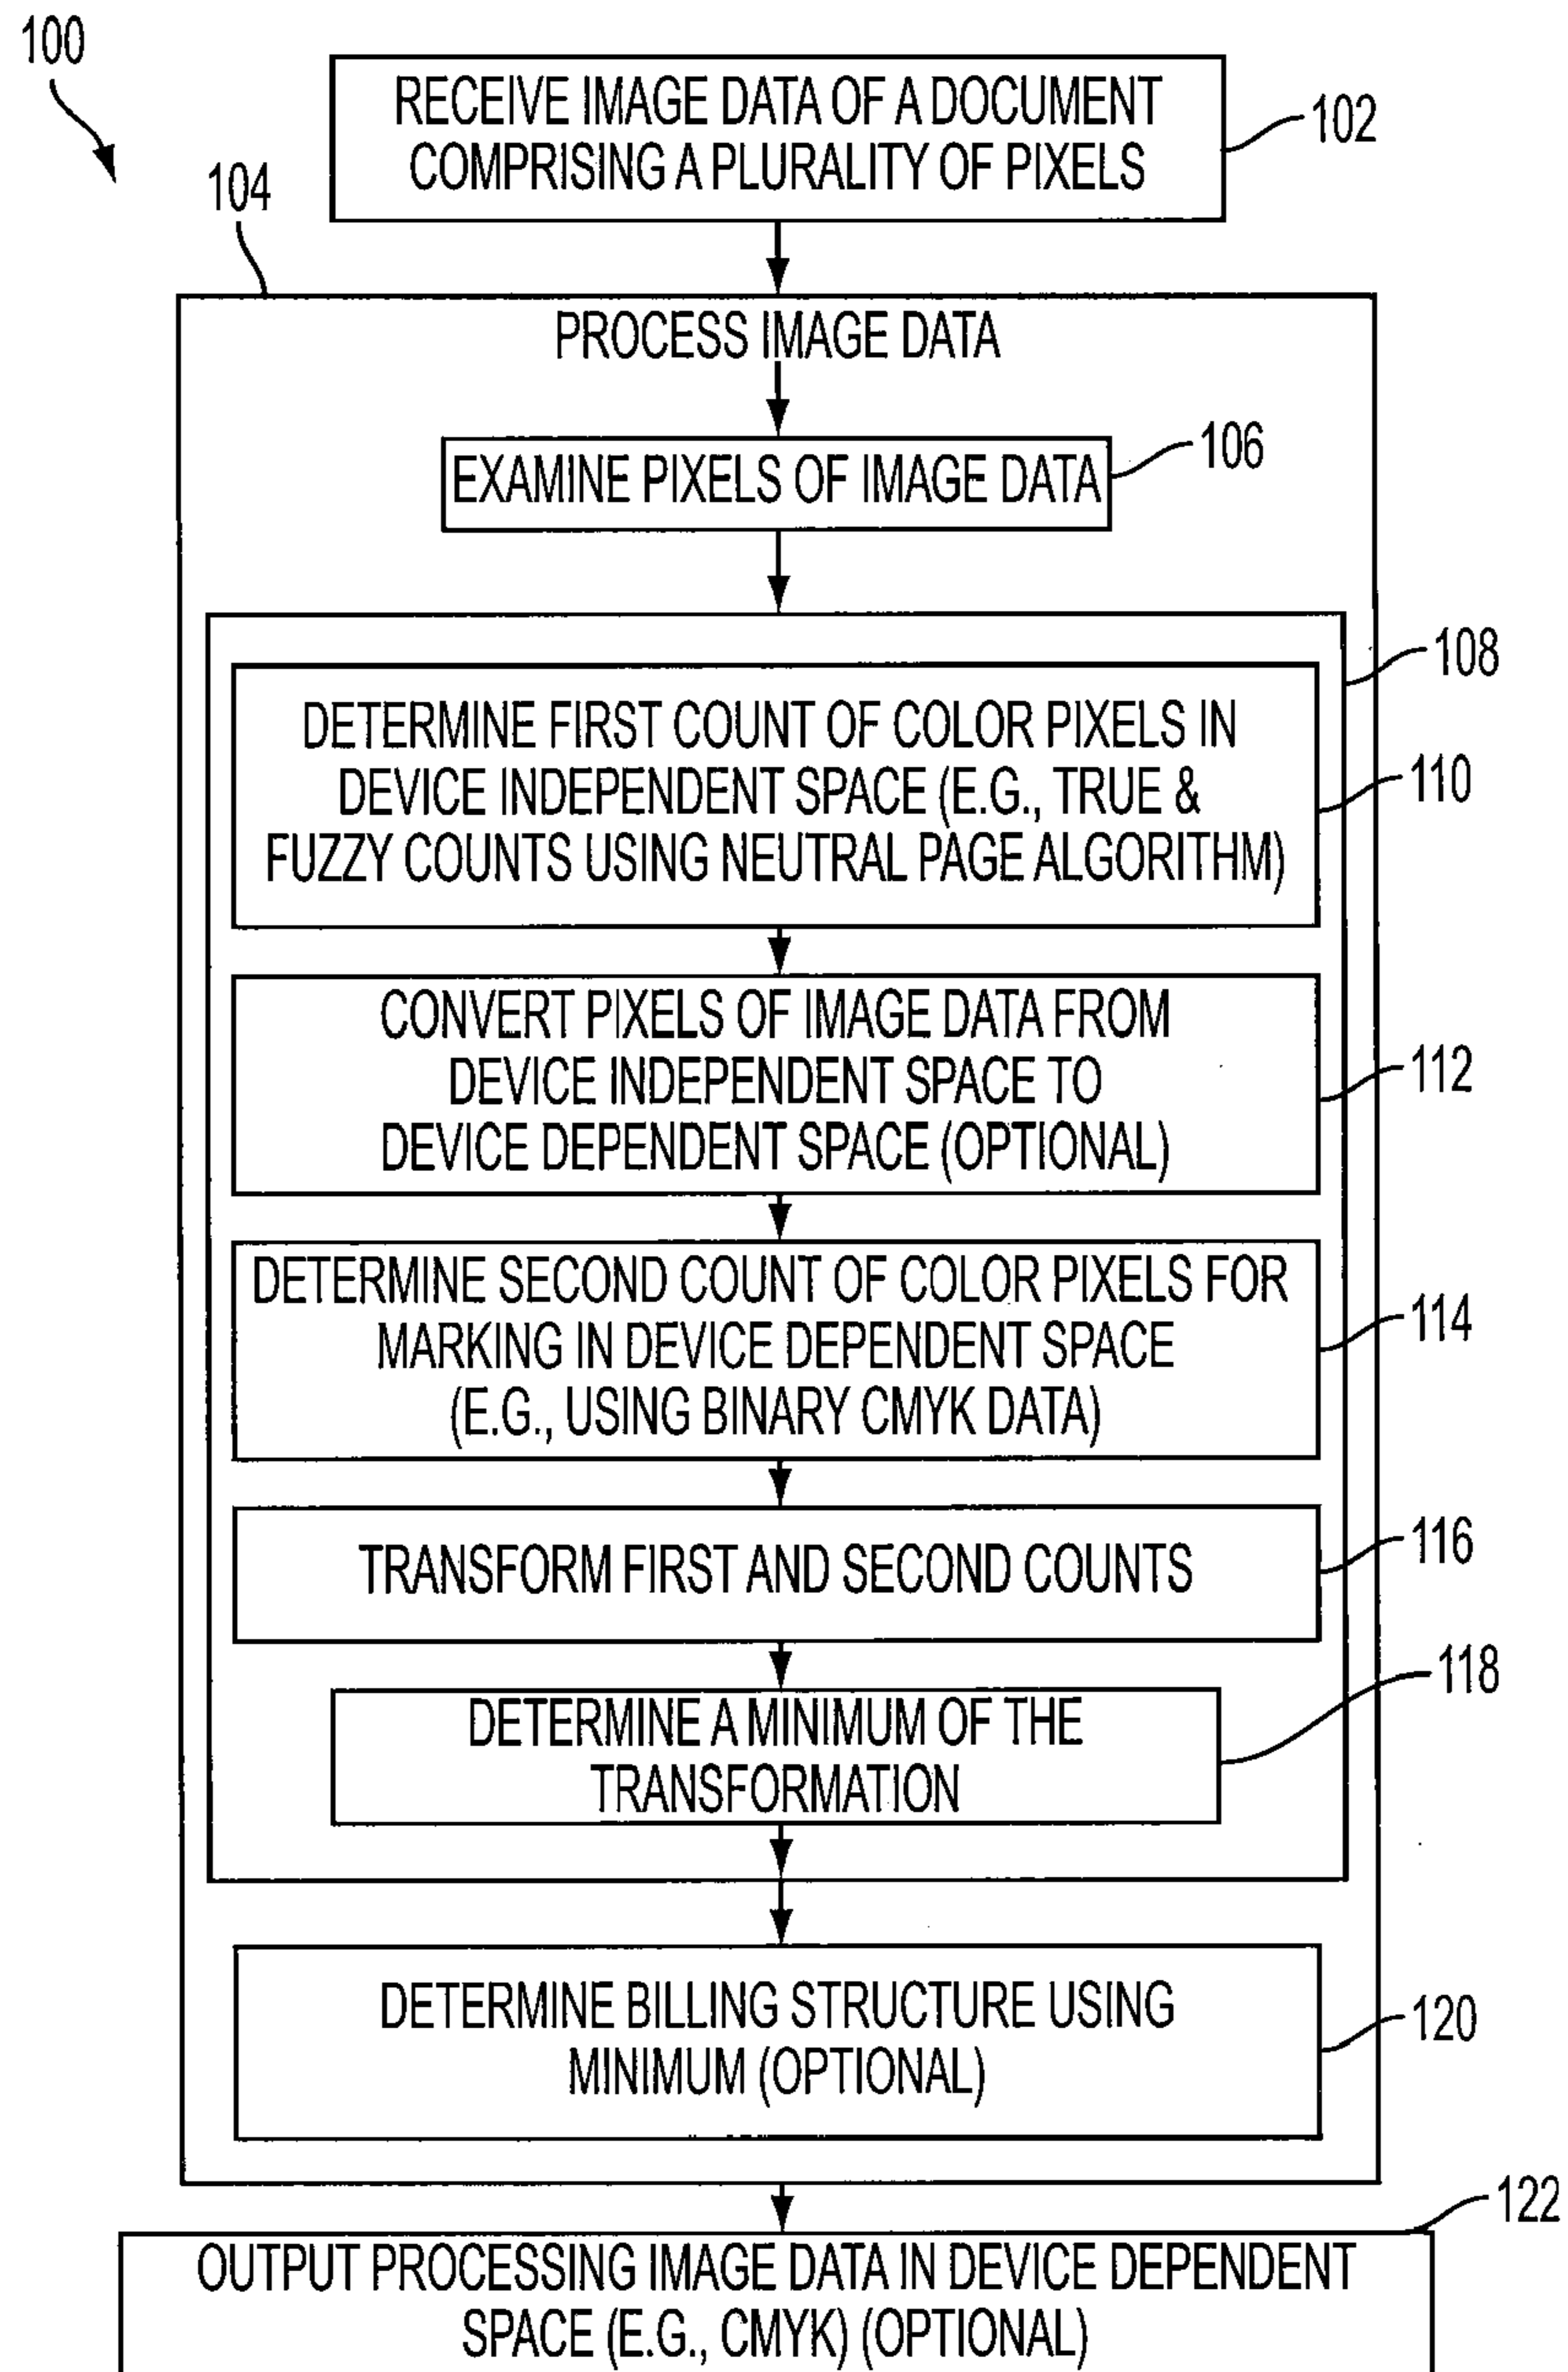 100
RECEIVE IMAGE DATA OF A DOCUMENT
COMPRISING A PLURALITY OF PIXELS
102
104
PROCESS IMAGE DATA
EXAMINE PIXELS OF IMAGE DATA
106
108
DETERMINE FIRST COUNT OF COLOR PIXELS IN
DEVICE INDEPENDENT SPACE (E.G., TRUE &
FUZZY COUNTS USING NEUTRAL PAGE ALGORITHM)
110
CONVERT PIXELS OF IMAGE DATA FROM
DEVICE INDEPENDENT SPACE TO
DEVICE DEPENDENT SPACE (OPTIONAL)
112
DETERMINE SECOND COUNT OF COLOR PIXELS FOR
MARKING IN DEVICE DEPENDENT SPACE
(E.G., USING BINARY CMYK DATA)
114
TRANSFORM FIRST AND SECOND COUNTS
116
DETERMINE A MINIMUM OF THE
TRANSFORMATION
118
DETERMINE BILLING STRUCTURE USING
MINIMUM (OPTIONAL)
120
122
OUTPUT PROCESSING IMAGE DATA IN DEVICE DEPENDENT
SPACE (E.G., CMYK) (OPTIONAL)